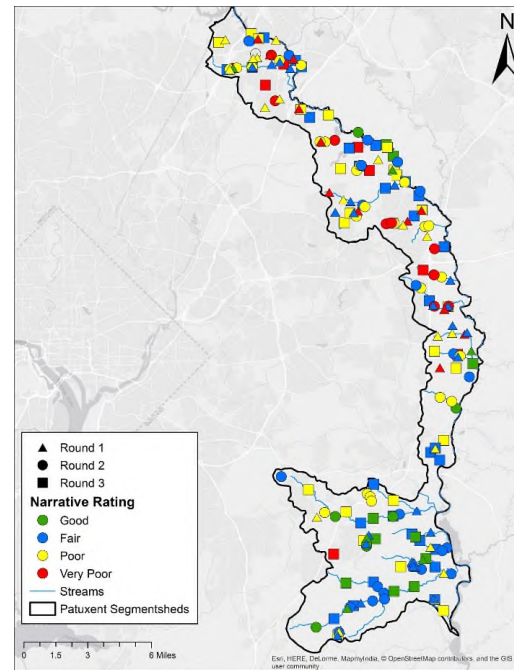 N
Round 1
Round 2
Round 3
Narrative Rating
Good
Fair
Poor
Very Poor
Streams
Patuxent Segmentsheds
0 1.5 3 6 Miles
Esri, HERE, DeLorme, MapmyIndia, © OpenStreetMap contributors, and the GIS
user community